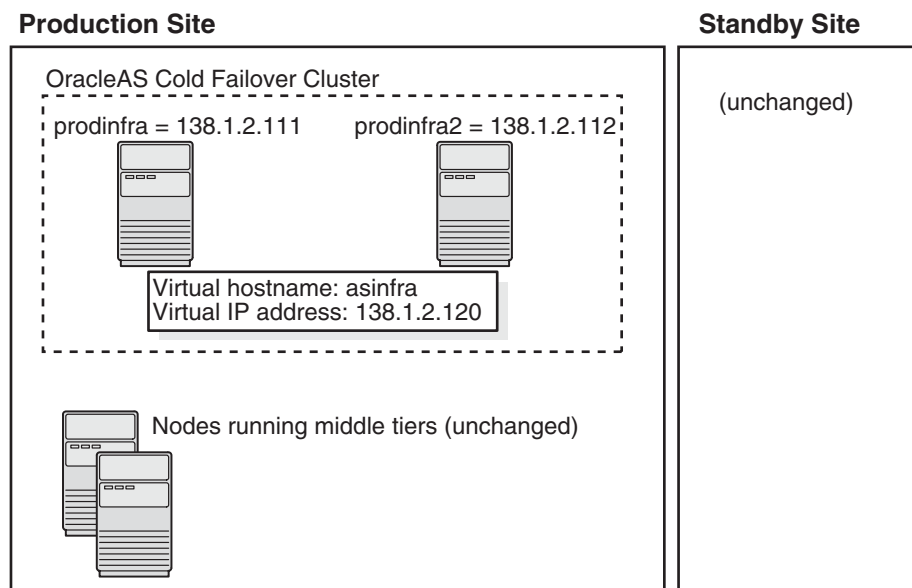 Production Site
Standby Site
OracleAS Cold Failover Cluster
(unchanged)
prodinfra = 138.1.2.111
prodinfra2 = 138.1.2.112
Virtual hostname: asinfra
Virtual IP address: 138.1.2.120
Nodes running middle tiers (unchanged)